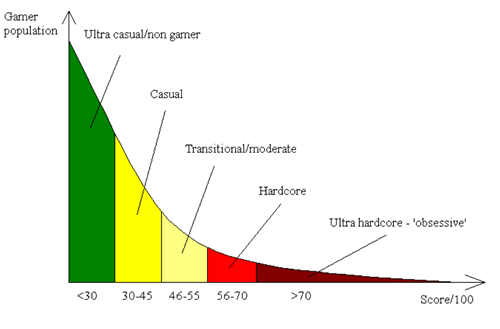 Gamer
population
Ultra casual/non gamer
Casual
Transitional/moderate
Hardcore
Ultra hardcore - 'obsessive'
<30
30-45
46-55
56-70
>70
Score/100